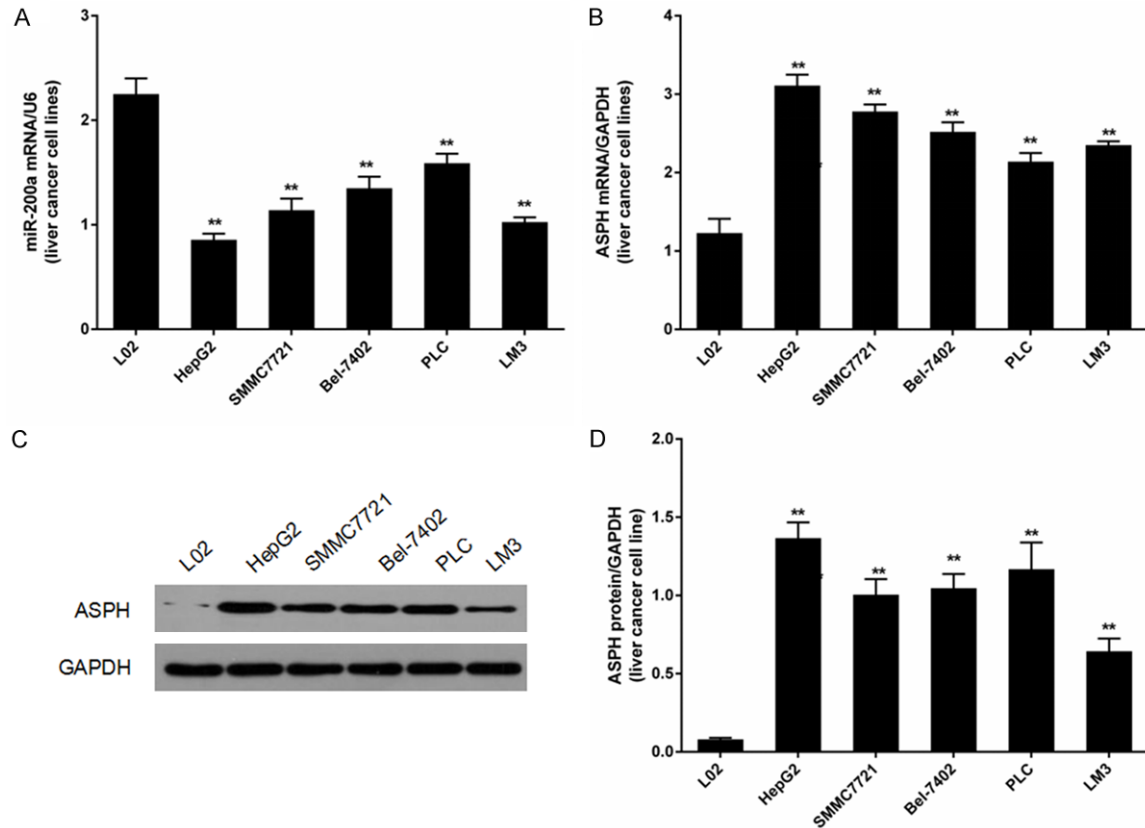 A
miR-200a mRNA/U6
(liver cancer cell lines)
3
2
1
0
** ** ** ** **
L02 HepG2 SMMC7721 Bel-7402 PLC LM3
B
ASPH mRNA/GAPDH
(liver cancer cell lines)
4
3
2
1
0
** ** ** ** **
L02 HepG2 SMMC7721 Bel-7402 PLC LM3
C
L02 HepG2 SMMC7721 Bel-7402 PLC LM3
ASPH
GAPDH
D
ASPH protein/GAPDH
(liver cancer cell line)
2.0
1.5
1.0
0.5
0.0
** ** ** ** **
L02 HepG2 SMMC7721 Bel-7402 PLC LM3